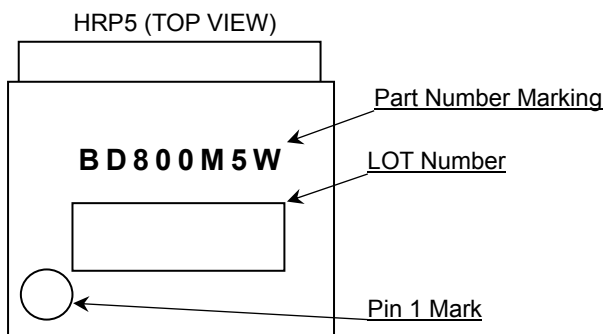 HRP5 (TOP VIEW)
Part Number Marking
BD800M5W
LOT Number
Pin 1 Mark